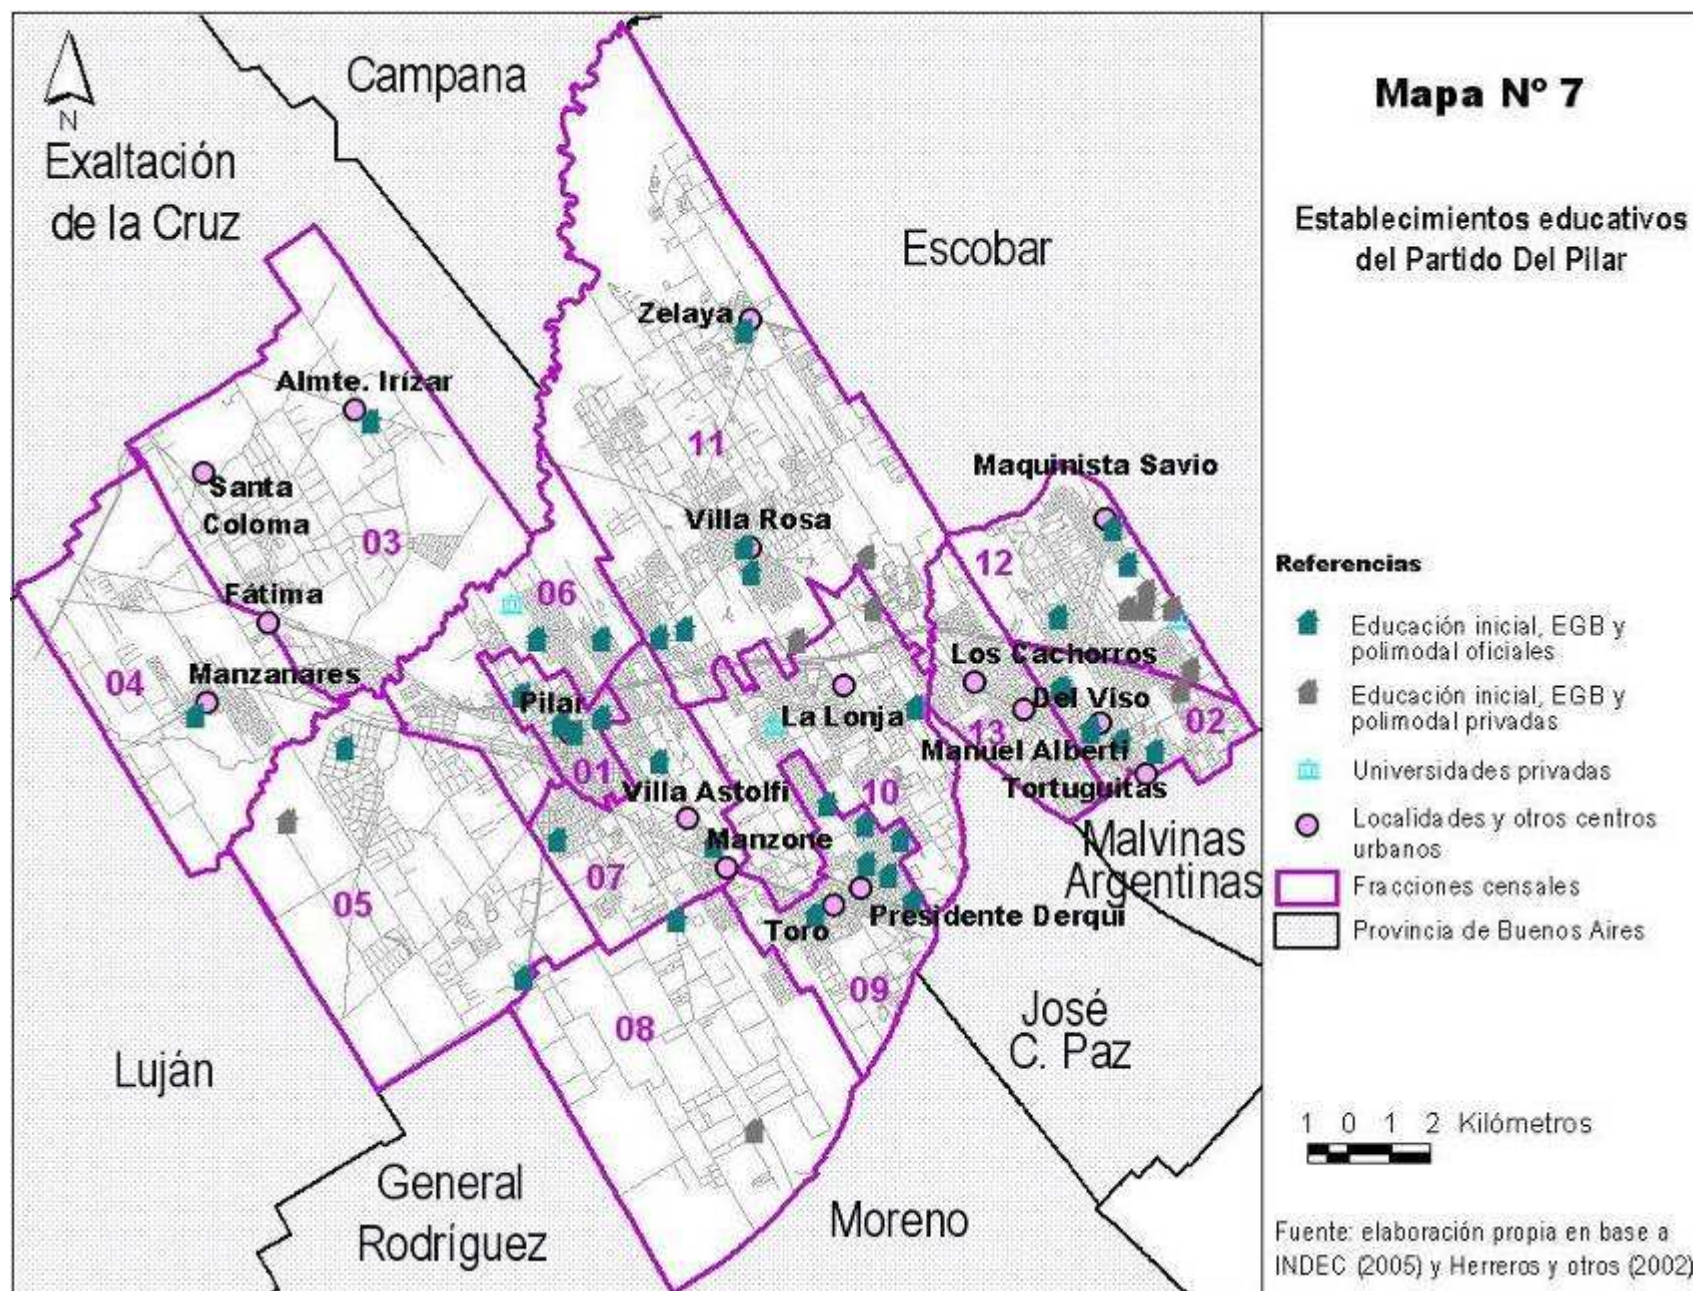 Mapa Nº 7
Establecimientos educativos
del Partido Del Pilar
N
Campana
Exaltación
de la Cruz
Escobar
Zelaya
Almte. Irízar
11
Maquinista Savio
Santa
Coloma
03
Villa Rosa
12
Fátima
06
04
Manzanares
Los Cachorros
Pilar
La Lonja
Del Viso
02
13
Manuel Alberti
01
Villa Astolfi
10
Tortuguitas
Manzone
Malvinas
Argentinas
07
05
Toro
Presidente Derqui
09
08
José
C. Paz
Luján
General
Rodríguez
Moreno
Referencias
Educación inicial, EGB y
polimodal oficiales
Educación inicial, EGB y
polimodal privadas
Universidades privadas
Localidades y otros centros
urbanos
Fracciones censales
Provincia de Buenos Aires
1 0 1 2 Kilómetros
Fuente: elaboración propia en base a
INDEC (2005) y Herreros y otros (2002)